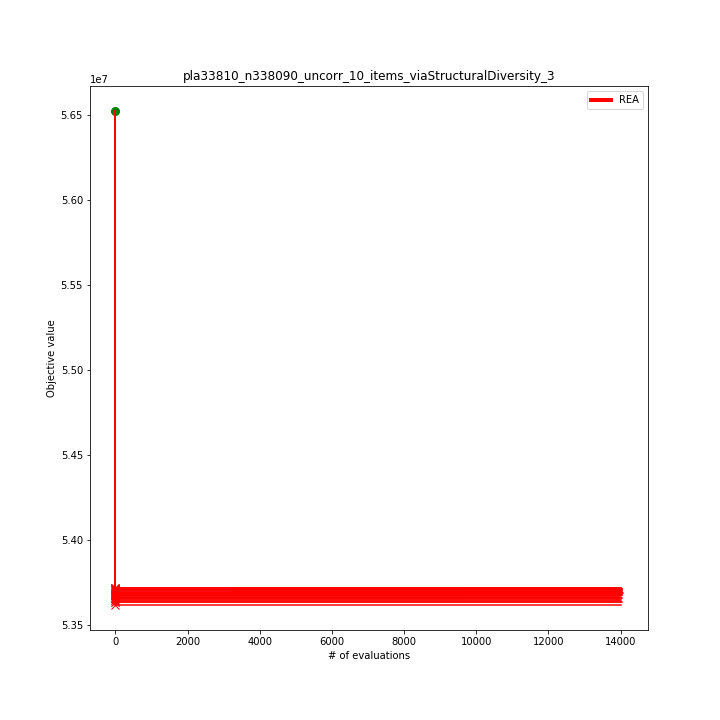 pla33810_n338090_uncorr_10_items_viaStructuralDiversity_3
1e7
REA
5.65
5.60
5.55
5.50
5.45
5.40
5.35
Objective value
0 2000 4000 6000 8000 10000 12000 14000
# of evaluations